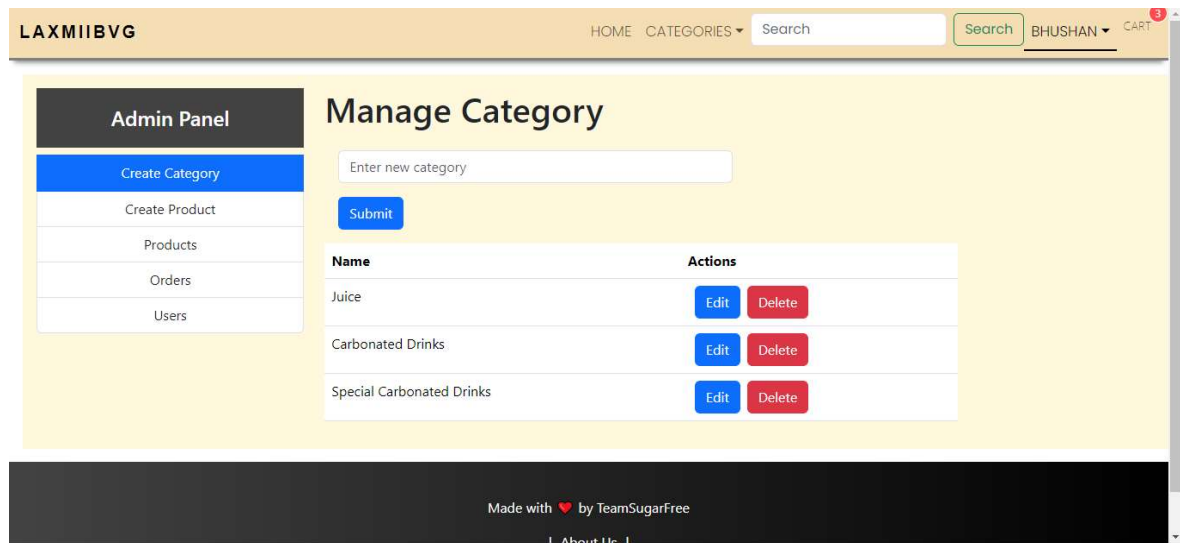 LAXMIIBVG HOME CATEGORIES Search Search BHUSHAN CART 3
Admin Panel
Create Category
Create Product
Products
Orders
Users
Manage Category
Enter new category
Submit
Name Actions
Juice Edit Delete
Carbonated Drinks Edit Delete
Special Carbonated Drinks Edit Delete
Made with ❤ by TeamSugarFree
| About Us |